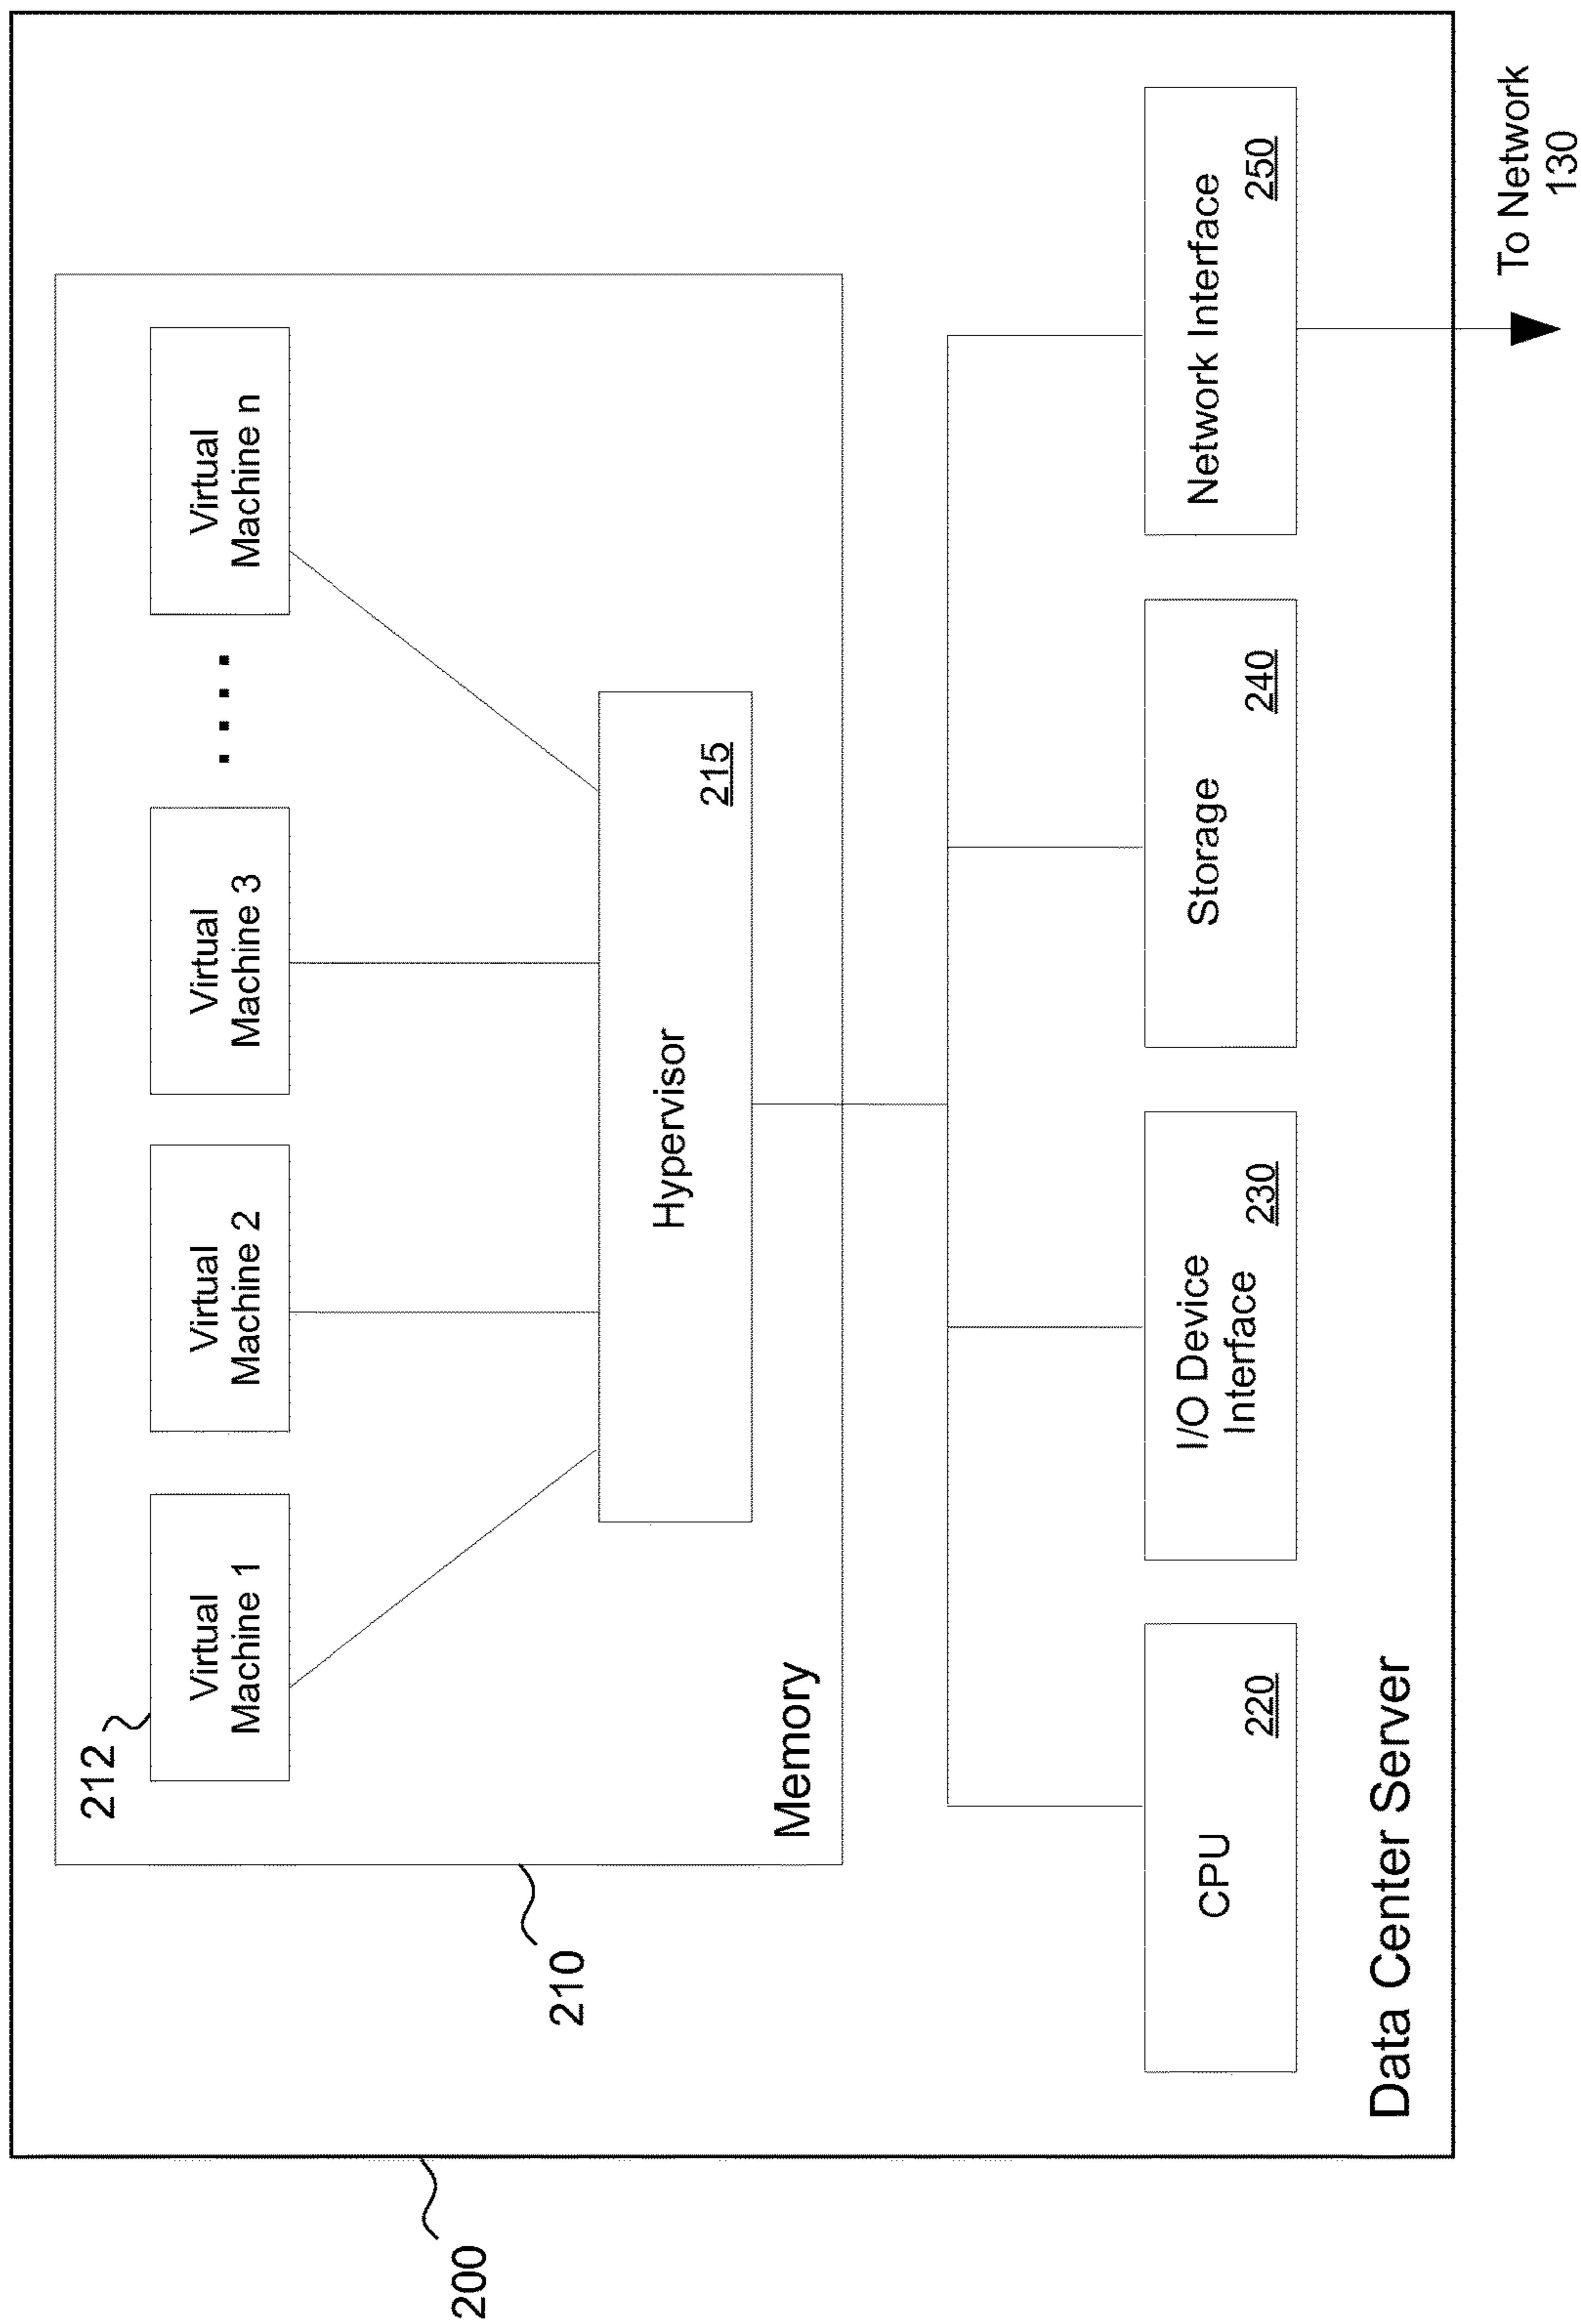 200
210
212
Virtual
Machine 1
Virtual
Machine 2
Virtual
Machine 3
....
Virtual
Machine n
Hypervisor
215
Memory
CPU
220
I/O Device
Interface
230
Storage
240
Network Interface
250
Data Center Server
To Network
130